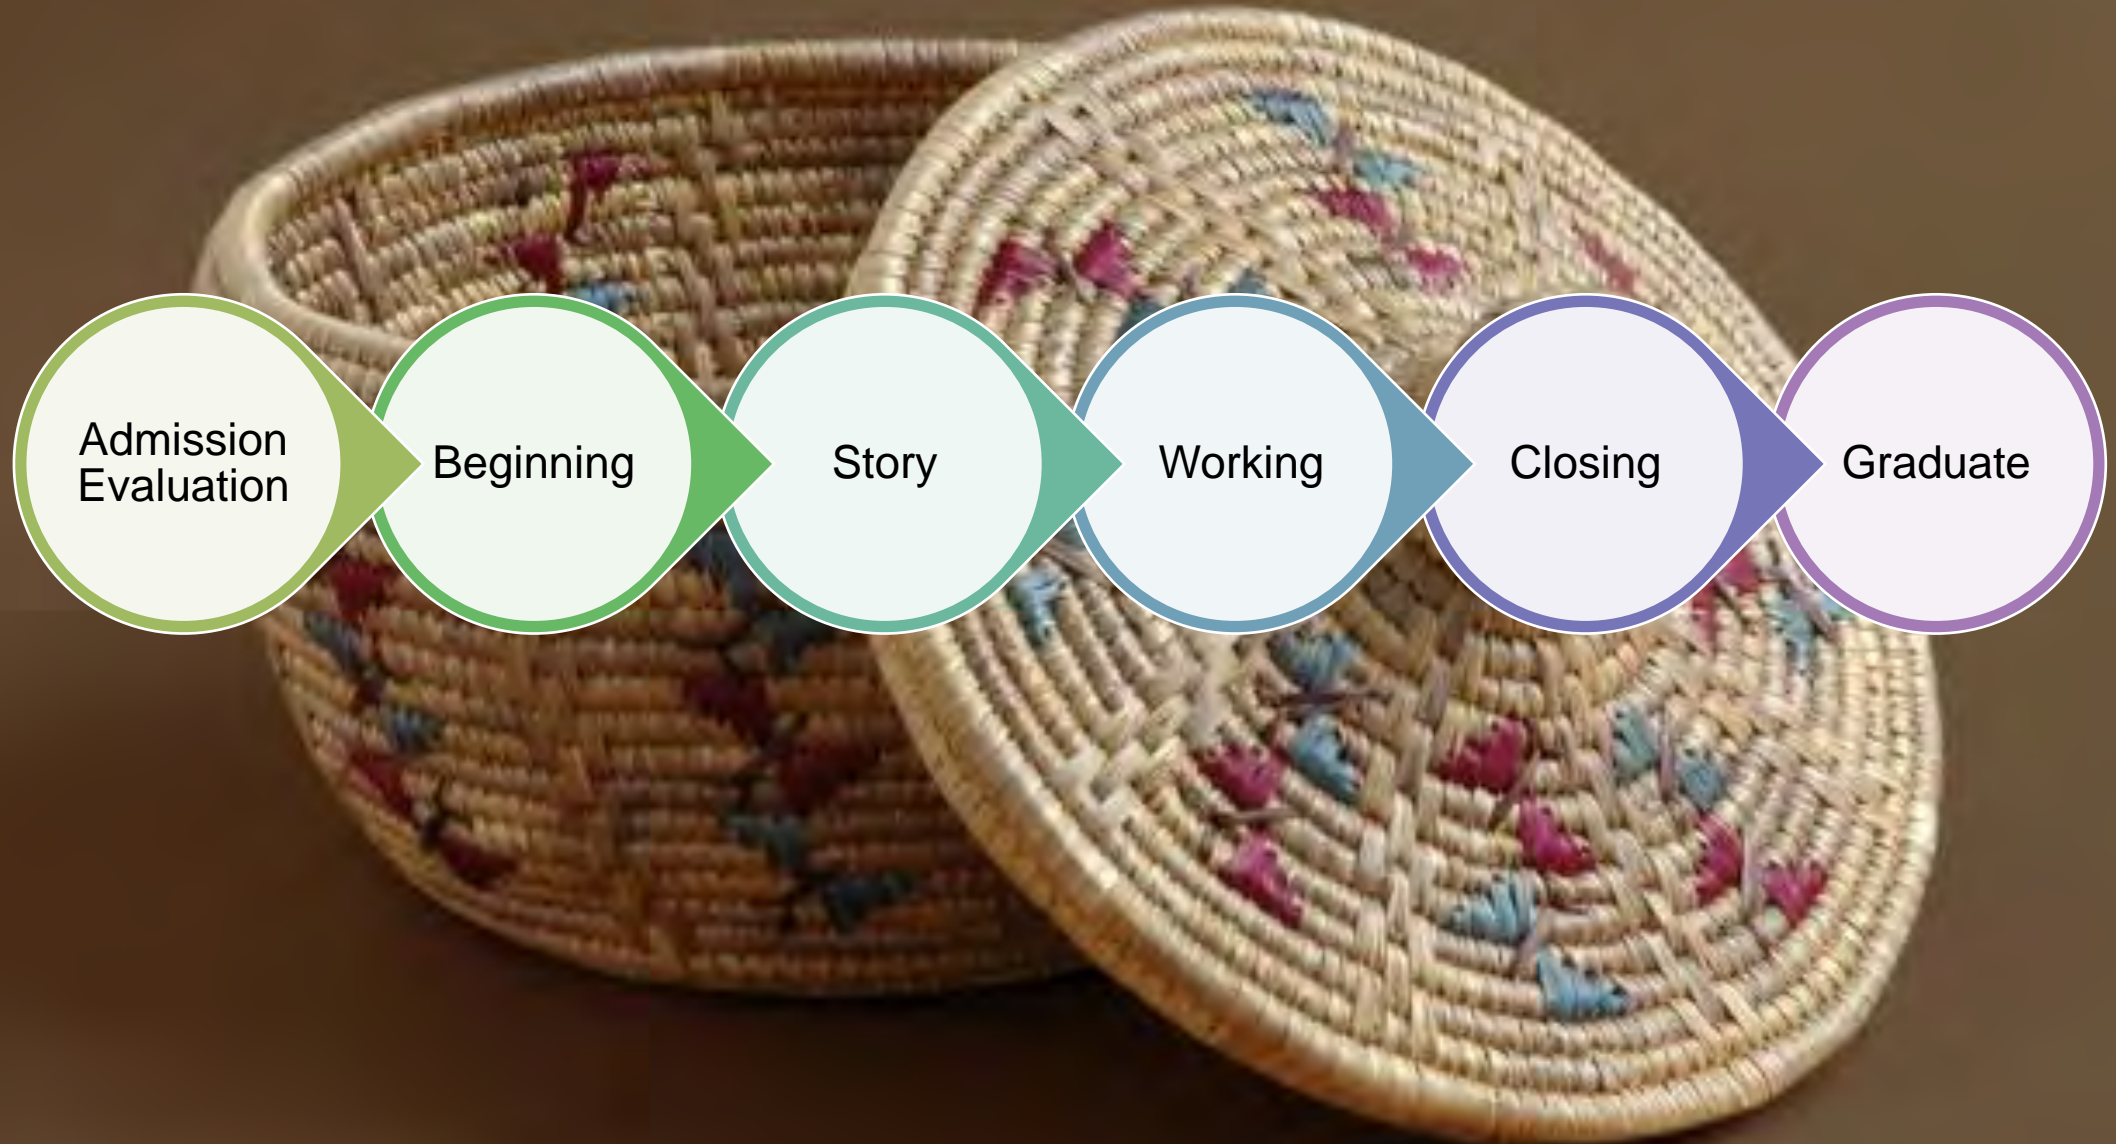 Admission
Evaluation
Beginning
Story
Working
Closing
Graduate